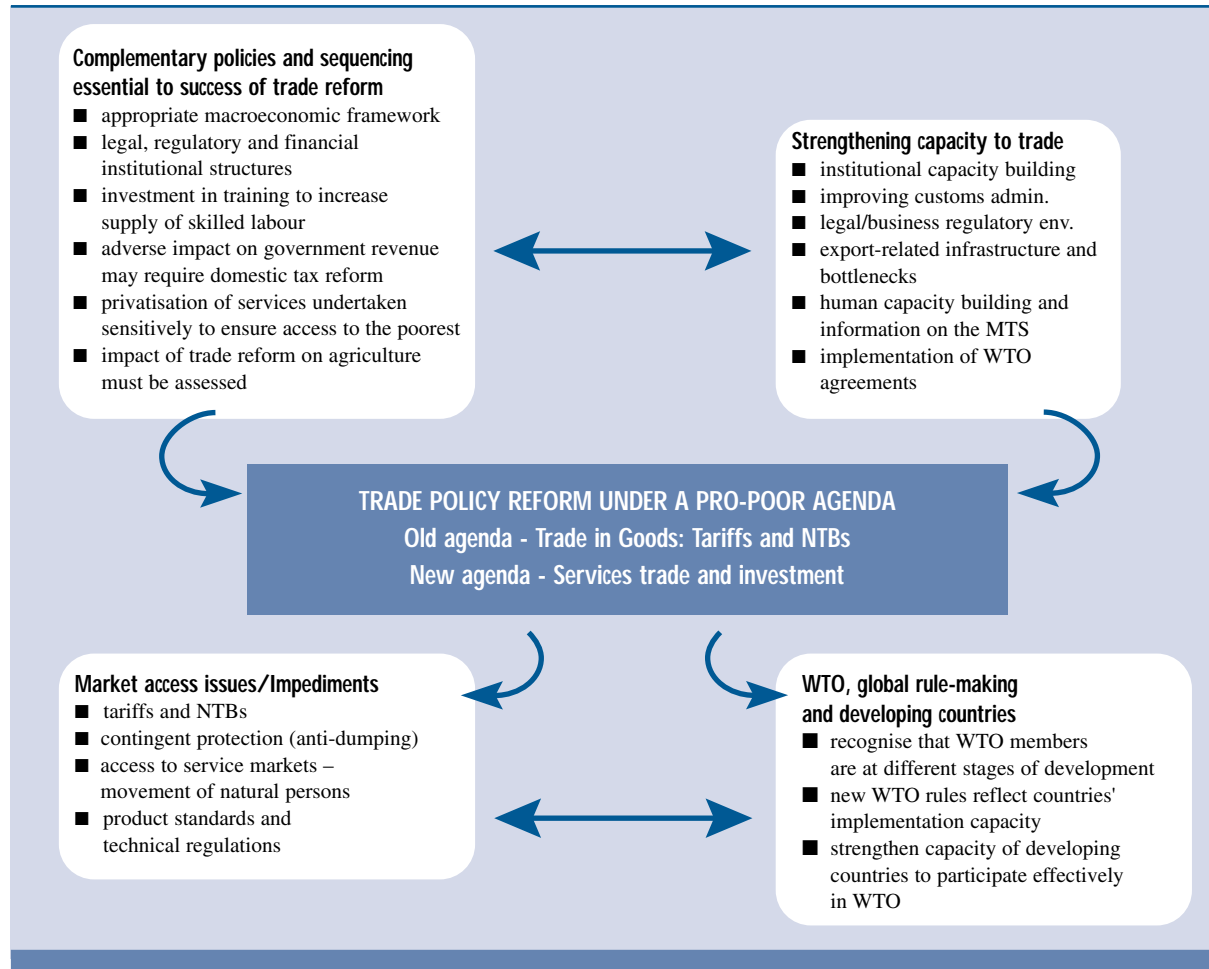 Complementary policies and sequencing
essential to success of trade reform
■ appropriate macroeconomic framework
■ legal, regulatory and financial
institutional structures
■ investment in training to increase
supply of skilled labour
■ adverse impact on government revenue
may require domestic tax reform
■ privatisation of services undertaken
sensitively to ensure access to the poorest
■ impact of trade reform on agriculture
must be assessed
Strengthening capacity to trade
■ institutional capacity building
■ improving customs admin.
■ legal/business regulatory env.
■ export-related infrastructure and
bottlenecks
■ human capacity building and
information on the MTS
■ implementation of WTO
agreements
TRADE POLICY REFORM UNDER A PRO-POOR AGENDA
Old agenda - Trade in Goods: Tariffs and NTBs
New agenda - Services trade and investment
Market access issues/Impediments
■ tariffs and NTBs
■ contingent protection (anti-dumping)
■ access to service markets –
movement of natural persons
■ product standards and
technical regulations
WTO, global rule-making
and developing countries
■ recognise that WTO members
are at different stages of development
■ new WTO rules reflect countries'
implementation capacity
■ strengthen capacity of developing
countries to participate effectively
in WTO